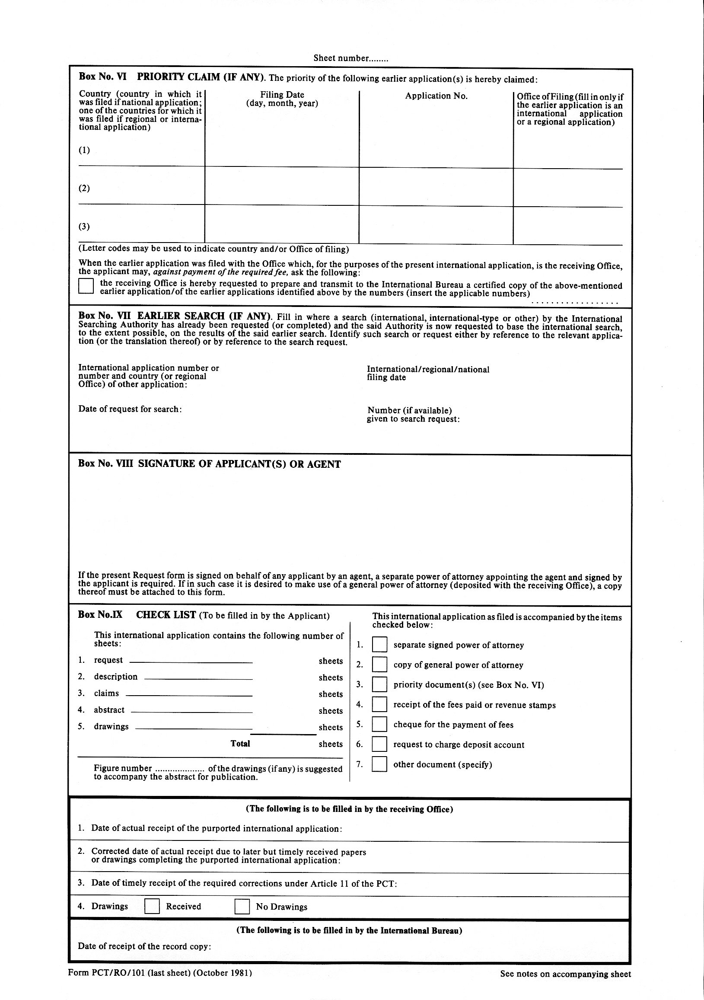 Sheet number........
Box No. VI PRIORITY CLAIM (IF ANY). The priority of the following earlier application(s) is hereby claimed:
Country (country in which it
was filed if national application;
one of the countries for which it
was filed if regional or interna-
tional application)
Filing Date
(day, month, year)
Application No.
Office of Filing (fill in only if
the earlier application is an
international application
or a regional application)
(1)
(2)
(3)
(Letter codes may be used to indicate country and/or Office of filing)
When the earlier application was filed with the Office which, for the purposes of the present international application, is the receiving Office,
the applicant may, against payment of the required fee, ask the following:
the receiving Office is hereby requested to prepare and transmit to the International Bureau a certified copy of the above-mentioned
earlier application/of the earlier applications identified above by the numbers (insert the applicable numbers) ..................
Box No. VII EARLIER SEARCH (IF ANY). Fill in where a search (international, international-type or other) by the International
Searching Authority has already been requested (or completed) and the said Authority is now requested to base the international search,
to the extent possible, on the results of the said earlier search. Identify such search or request either by reference to the relevant applica-
tion (or the translation thereof) or by reference to the search request.
International application number or
number and country (or regional
Office) of other application:
International/regional/national
filing date
Date of request for search:
Number (if available)
given to search request:
Box No. VIII SIGNATURE OF APPLICANT(S) OR AGENT
If the present Request form is signed on behalf of any applicant by an agent, a separate power of attorney appointing the agent and signed by
the applicant is required. If in such case it is desired to make use of a general power of attorney (deposited with the receiving Office), a copy
thereof must be attached to this form.
Box No.IX CHECK LIST (To be filled in by the Applicant)
This international application contains the following number of
sheets:
1. request sheets
2. description sheets
3. claims sheets
4. abstract sheets
5. drawings sheets
Total sheets
Figure number .................... of the drawings (if any) is suggested
to accompany the abstract for publication.
This international application as filed is accompanied by the items
checked below:
1. separate signed power of attorney
2. copy of general power of attorney
3. priority document(s) (see Box No. VI)
4. receipt of the fees paid or revenue stamps
5. cheque for the payment of fees
6. request to charge deposit account
7. other document (specify)
(The following is to be filled in by the receiving Office)
1. Date of actual receipt of the purported international application:
2. Corrected date of actual receipt due to later but timely received papers
or drawings completing the purported international application:
3. Date of timely receipt of the required corrections under Article 11 of the PCT:
4. Drawings Received No Drawings
(The following is to be filled in by the International Bureau)
Date of receipt of the record copy:
Form PCT/RO/101 (last sheet) (October 1981)
See notes on accompanying sheet